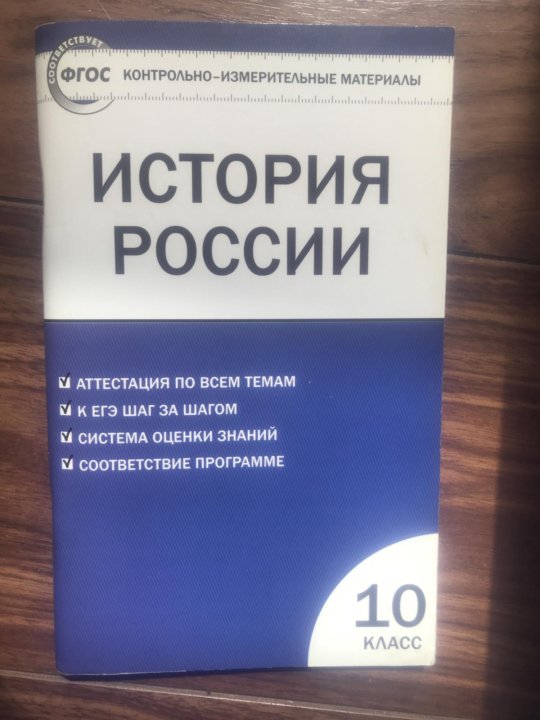 СООТВЕТСТВУЕТ
ФГОС
КОНТРОЛЬНО-ИЗМЕРИТЕЛЬНЫЕ МАТЕРИАЛЫ
ИСТОРИЯ
РОССИИ
АТТЕСТАЦИЯ ПО ВСЕМ ТЕМАМ
К ЕГЭ ШАГ ЗА ШАГОМ
СИСТЕМА ОЦЕНКИ ЗНАНИЙ
СООТВЕТСТВИЕ ПРОГРАММЕ
10
КЛАСС